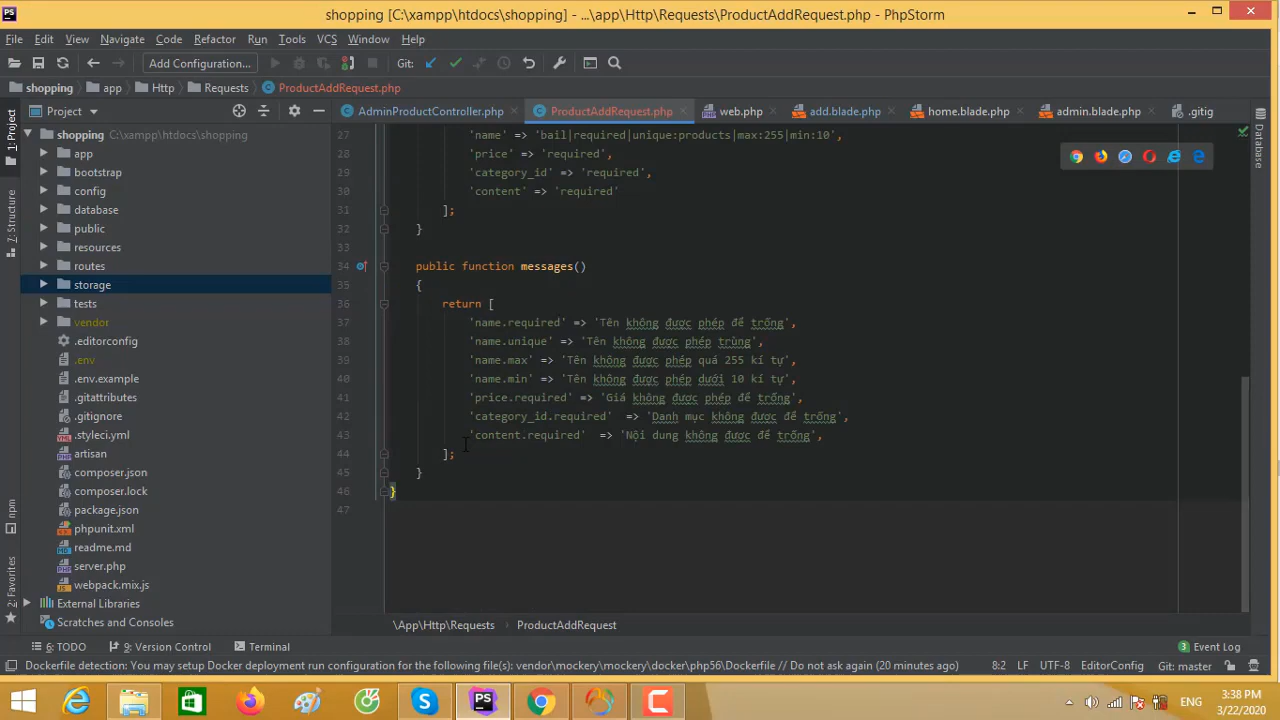 shopping [C:\xampp\htdocs\shopping] - ...\app\Http\Requests\ProductAddRequest.php - PhpStorm
File Edit View Navigate Code Refactor Run Tools VCS Window Help
Add Configuration... Git:
shopping app Http Requests ProductAddRequest.php
Project AdminProductController.php ProductAddRequest.php web.php add.blade.php home.blade.php admin.blade.php .gitig
shopping C:\xampp\htdocs\shopping
app
bootstrap
config
database
public
resources
routes
storage
tests
vendor
.editorconfig
.env
.env.example
.gitattributes
.gitignore
.styleci.yml
artisan
composer.json
composer.lock
package.json
phpunit.xml
readme.md
server.php
webpack.mix.js
External Libraries
Scratches and Consoles
1: Project
7: Structure
npm
2: Favorites
Database
27 'name' => 'bail|required|unique:products|max:255|min:10',
28 'price' => 'required',
29 'category_id' => 'required',
30 'content' => 'required'
31 ];
32 }
33
34 public function messages()
35 {
36 return [
37 'name.required' => 'Tên không được phép để trống',
38 'name.unique' => 'Tên không được phép trùng',
39 'name.max' => 'Tên không được phép quá 255 kí tự',
40 'name.min' => 'Tên không được phép dưới 10 kí tự',
41 'price.required' => 'Giá không được phép để trống',
42 'category_id.required' => 'Danh mục không được để trống',
43 'content.required' => 'Nội dung không được để trống',
44 ];
45 }
46 }
47
\App\Http\Requests ProductAddRequest
6: TODO 9: Version Control Terminal 3 Event Log
Dockerfile detection: You may setup Docker deployment run configuration for the following file(s): vendor\mockery\mockery\docker\php56\Dockerfile // Do not ask again (20 minutes ago) 8:2 LF UTF-8 EditorConfig Git: master
ENG
3:38 PM
3/22/2020